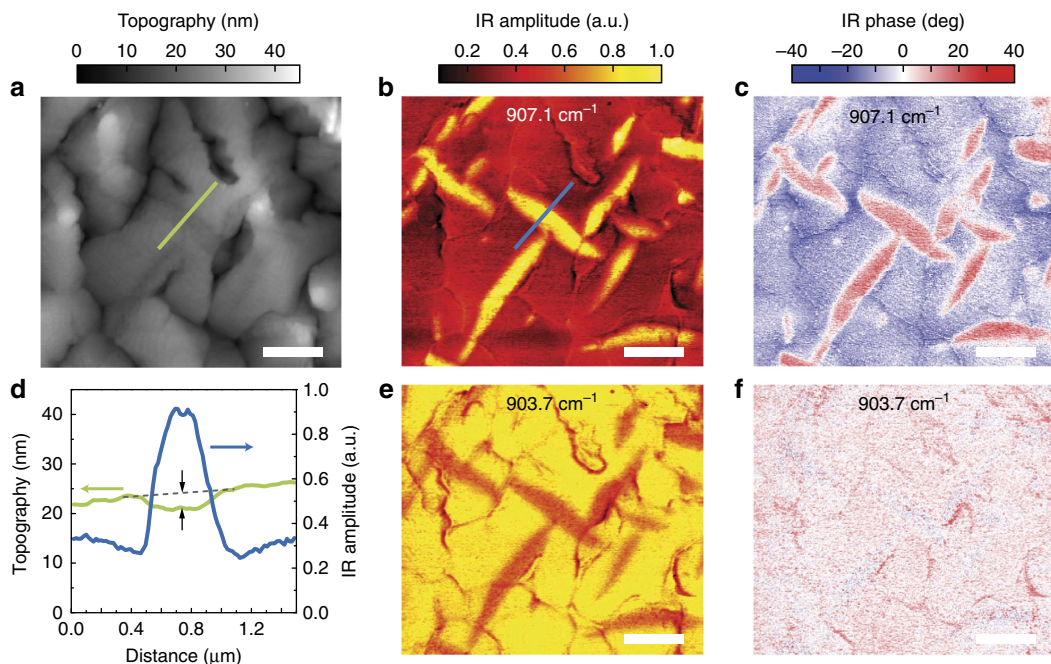 Topography (nm)
0 10 20 30 40
IR amplitude (a.u.)
0.2 0.4 0.6 0.8 1.0
IR phase (deg)
−40 −20 0 20 40
a
b
907.1 cm⁻¹
c
907.1 cm⁻¹
d
Topography (nm)
40
30
20
10
0
0.0 0.4 0.8 1.2
Distance (μm)
1.0
0.8
0.6
0.4
0.2
0.0
IR amplitude (a.u.)
e
903.7 cm⁻¹
f
903.7 cm⁻¹